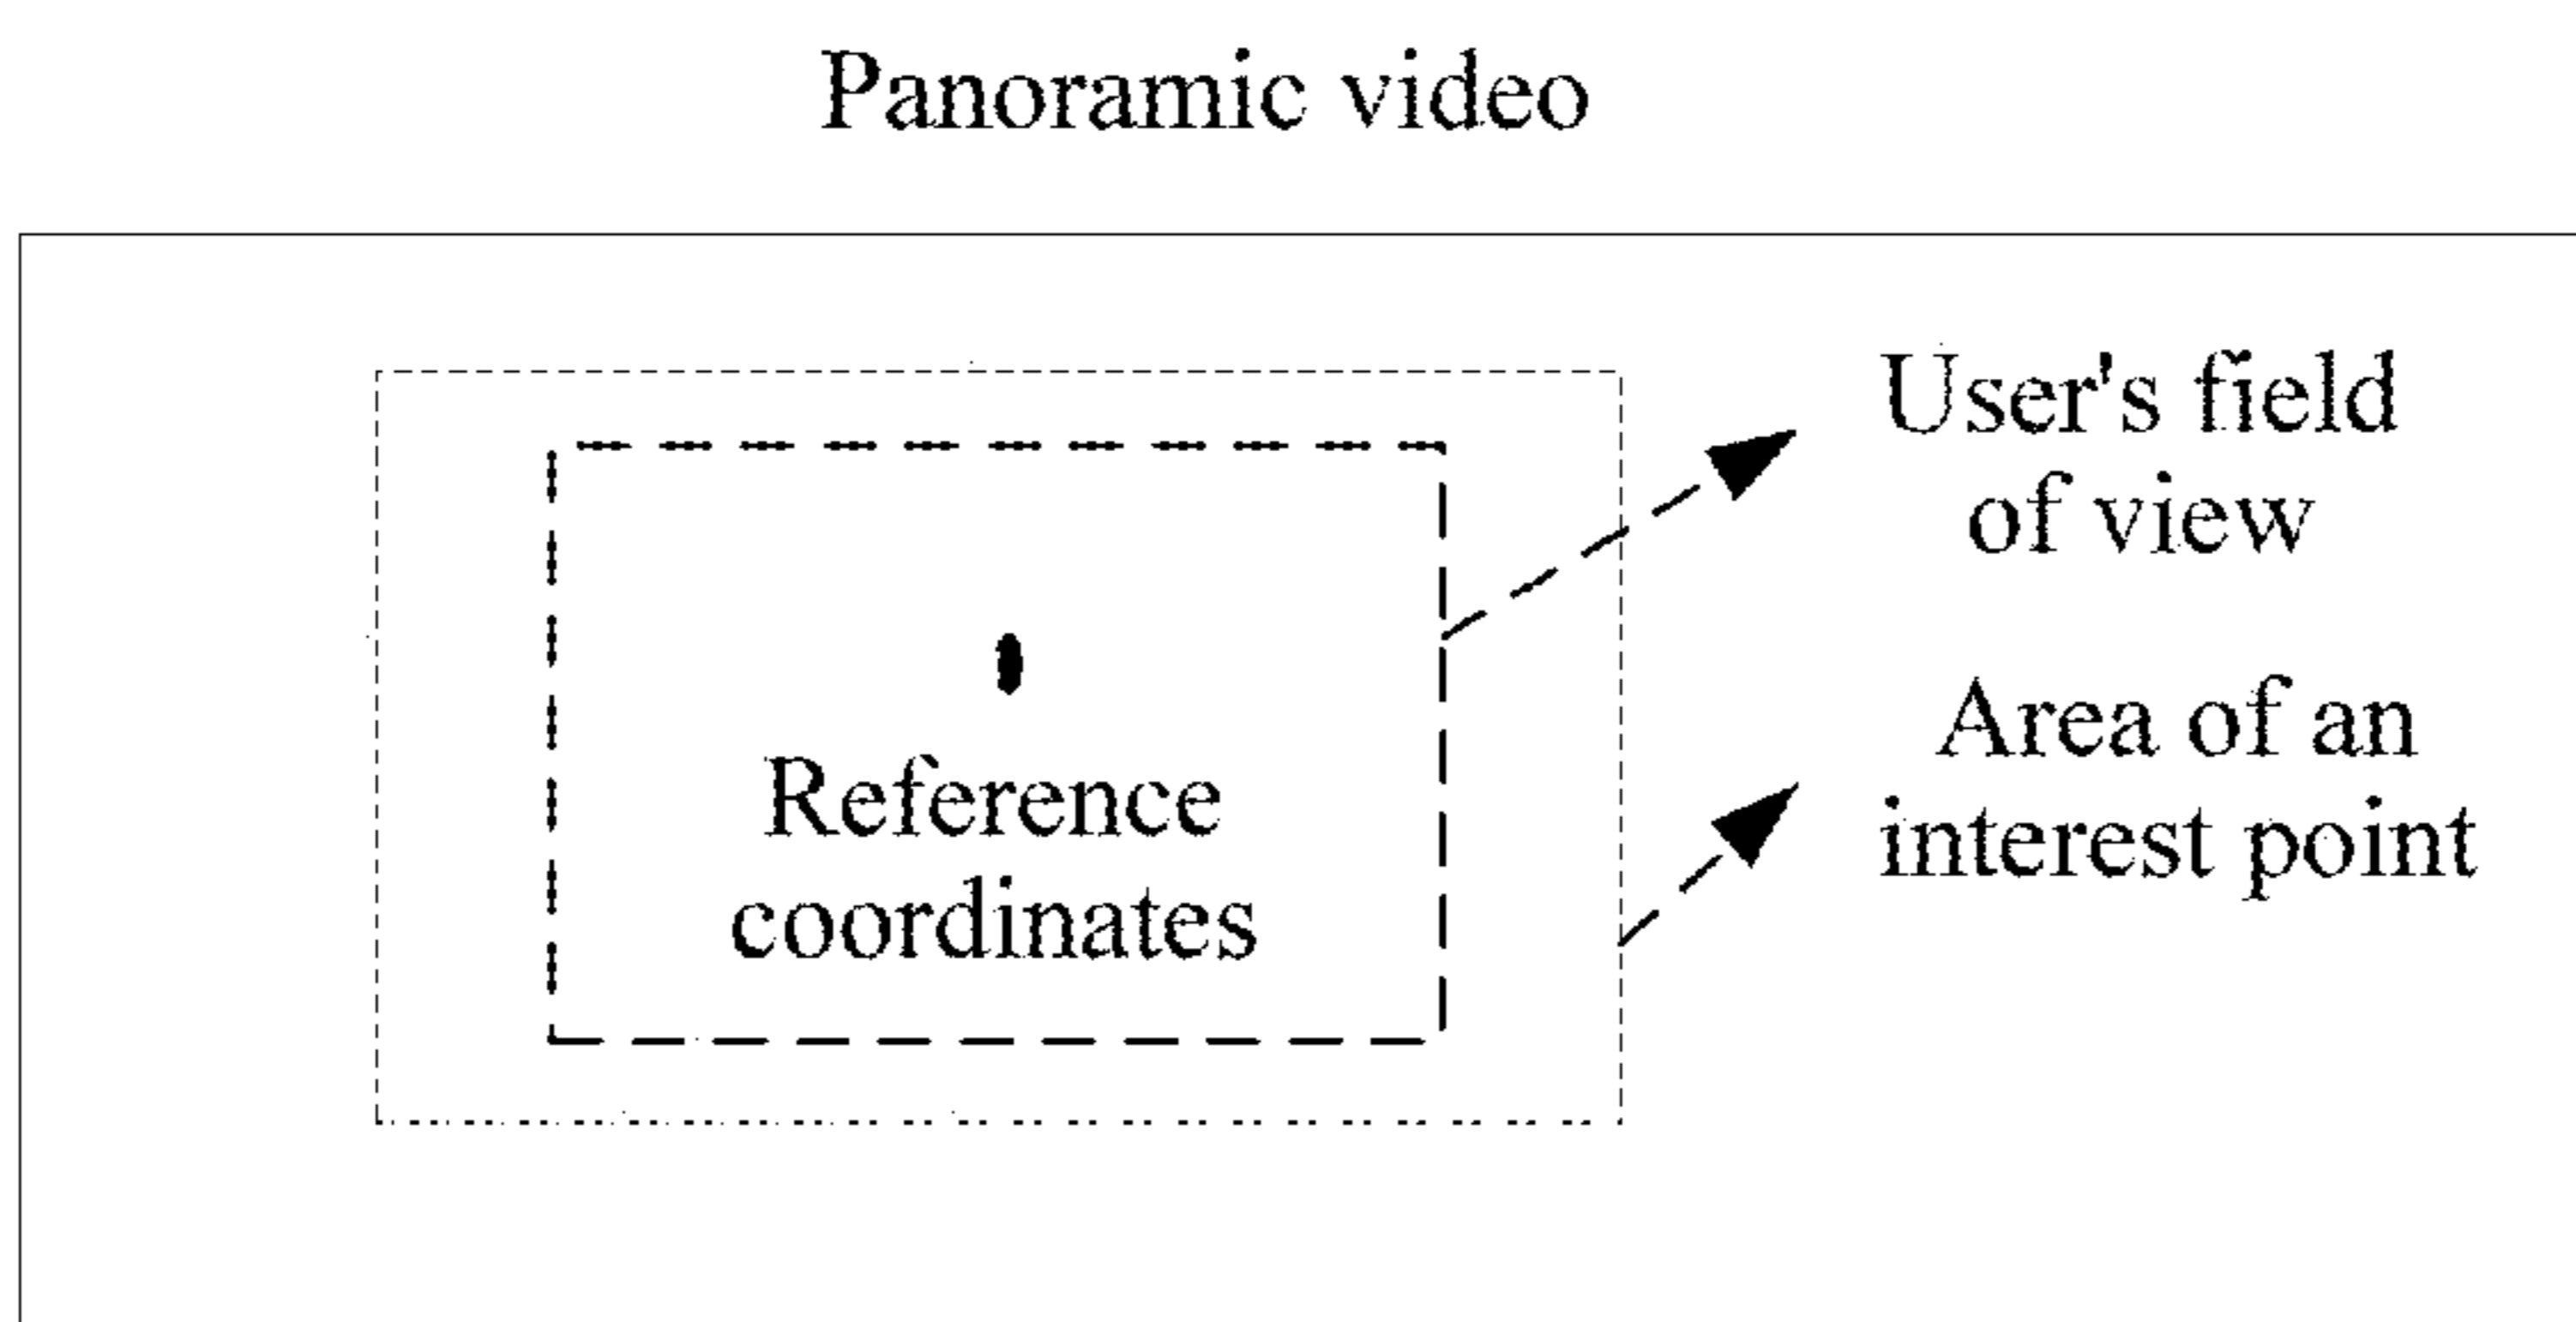 Panoramic video
User's field
of view
Area of an
interest point
Reference
coordinates